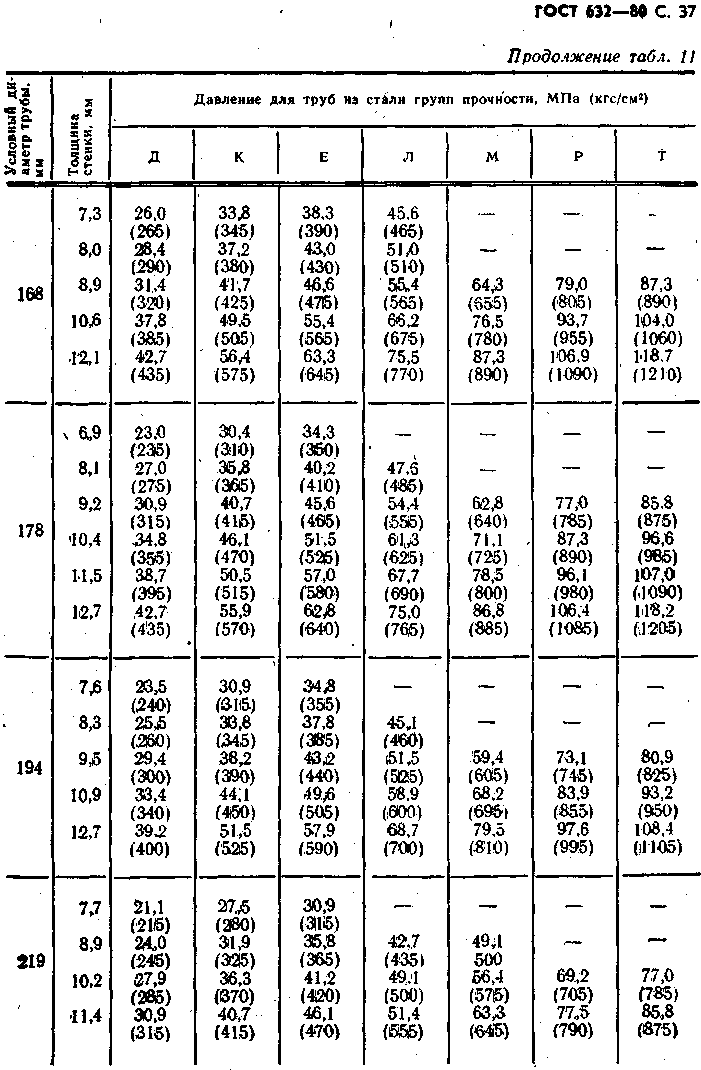 ГОСТ 632—80 С. 37
Продолжение табл. 11
Условный диаметр трубы, мм
Толщина стенки, мм
Давление для труб из стали групп прочности, МПа (кгс/см²)
Д К Е Л М Р Т
168
7,3 26,0 33,8 38,3 45,6 — — –
(265) (345) (390) (465)
8,0 28,4 37,2 43,0 51,0 — — —
(290) (380) (430) (510)
8,9 31,4 41,7 46,6 55,4 64,3 79,0 87,3
(320) (425) (475) (565) (655) (805) (890)
10,6 37,8 49,5 55,4 66,2 76,5 93,7 104,0
(385) (505) (565) (675) (780) (955) (1060)
12,1 42,7 56,4 63,3 75,5 87,3 106,9 118,7
(435) (575) (645) (770) (890) (1090) (1210)
178
6,9 23,0 30,4 34,3 — — — —
(235) (310) (350)
8,1 27,0 35,8 40,2 47,6 — — —
(275) (365) (410) (485)
9,2 30,9 40,7 45,6 54,4 62,8 77,0 85,8
(315) (415) (465) (555) (640) (785) (875)
10,4 34,8 46,1 51,5 61,3 71,1 87,3 96,6
(355) (470) (525) (625) (725) (890) (985)
11,5 38,7 50,5 57,0 67,7 78,5 96,1 107,0
(395) (515) (580) (690) (800) (980) (1090)
12,7 42,7 55,9 62,8 75,0 86,8 106,4 118,2
(435) (570) (640) (765) (885) (1085) (1205)
194
7,6 23,5 30,9 34,8 — — — —
(240) (315) (355)
8,3 25,5 33,8 37,8 45,1 — — —
(260) (345) (385) (460)
9,5 29,4 38,2 43,2 51,5 59,4 73,1 80,9
(300) (390) (440) (525) (605) (745) (825)
10,9 33,4 44,1 49,6 58,9 68,2 83,9 93,2
(340) (450) (505) (600) (695) (855) (950)
12,7 39,2 51,5 57,9 68,7 79,5 97,6 108,4
(400) (525) (590) (700) (810) (995) (1105)
219
7,7 21,1 27,5 30,9 — — — —
(215) (280) (315)
8,9 24,0 31,9 35,8 42,7 49,1 — —
(245) (325) (365) (435) 500
10,2 27,9 36,3 41,2 49,1 56,4 69,2 77,0
(285) (370) (420) (500) (575) (705) (785)
11,4 30,9 40,7 46,1 51,4 63,3 77,5 85,8
(315) (415) (470) (555) (645) (790) (875)